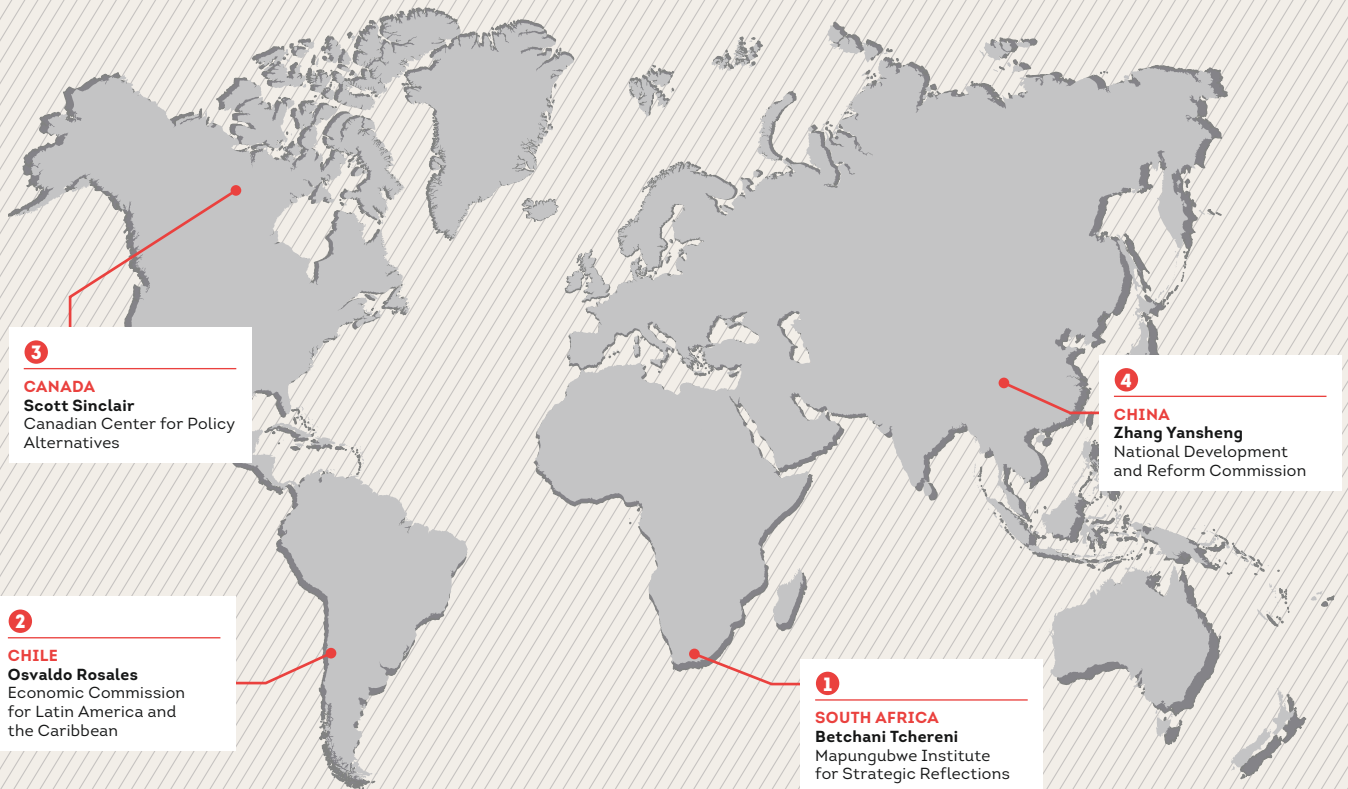 3
CANADA
Scott Sinclair
Canadian Center for Policy
Alternatives
4
CHINA
Zhang Yansheng
National Development
and Reform Commission
2
CHILE
Osvaldo Rosales
Economic Commission
for Latin America and
the Caribbean
1
SOUTH AFRICA
Betchani Tchereni
Mapungubwe Institute
for Strategic Reflections